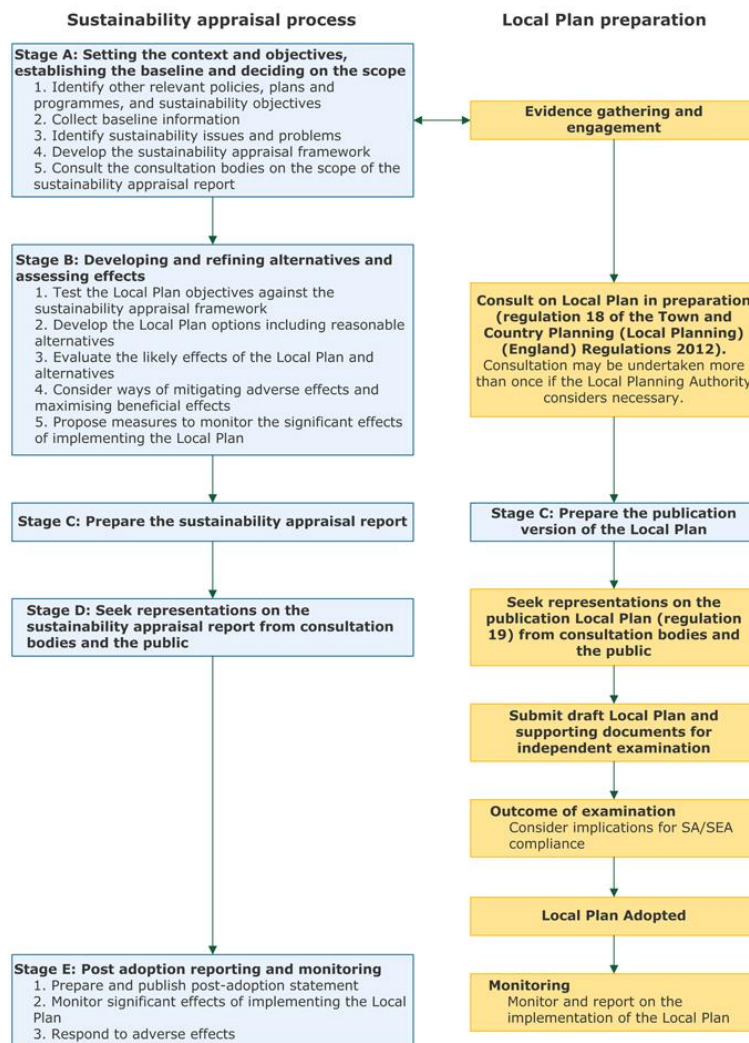 Sustainability appraisal process
Local Plan preparation
Stage A: Setting the context and objectives,
establishing the baseline and deciding on the scope
1. Identify other relevant policies, plans and
programmes, and sustainability objectives
2. Collect baseline information
3. Identify sustainability issues and problems
4. Develop the sustainability appraisal framework
5. Consult the consultation bodies on the scope of the
sustainability appraisal report
Evidence gathering and
engagement
Stage B: Developing and refining alternatives and
assessing effects
1. Test the Local Plan objectives against the
sustainability appraisal framework
2. Develop the Local Plan options including reasonable
alternatives
3. Evaluate the likely effects of the Local Plan and
alternatives
4. Consider ways of mitigating adverse effects and
maximising beneficial effects
5. Propose measures to monitor the significant effects
of implementing the Local Plan
Consult on Local Plan in preparation
(regulation 18 of the Town and
Country Planning (Local Planning)
(England) Regulations 2012).
Consultation may be undertaken more
than once if the Local Planning Authority
considers necessary.
Stage C: Prepare the sustainability appraisal report
Stage C: Prepare the publication
version of the Local Plan
Stage D: Seek representations on the
sustainability appraisal report from consultation
bodies and the public
Seek representations on the
publication Local Plan (regulation
19) from consultation bodies and
the public
Submit draft Local Plan and
supporting documents for
independent examination
Outcome of examination
Consider implications for SA/SEA
compliance
Local Plan Adopted
Stage E: Post adoption reporting and monitoring
1. Prepare and publish post-adoption statement
2. Monitor significant effects of implementing the Local
Plan
3. Respond to adverse effects
Monitoring
Monitor and report on the
implementation of the Local Plan